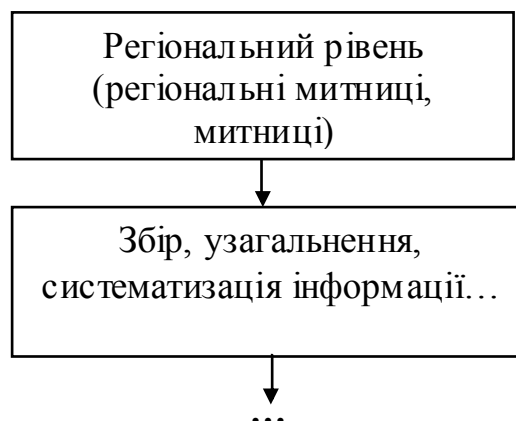 Регіональний рівень
(регіональні митниці,
митниці)
Збір, узагальнення,
систематизація інформації…
…